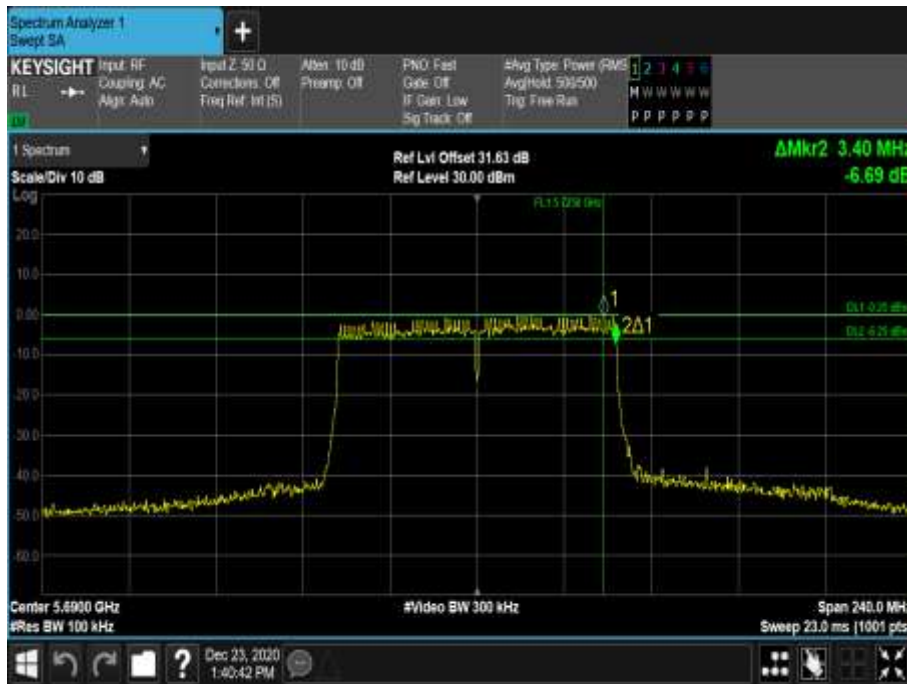 Spectrum Analyzer 1
Swept SA
+
KEYSIGHT
RL
Input: RF
Coupling: AC
Align: Auto
Input Z: 50 Ω
Corrections: Off
Freq Ref: Int (S)
Atten: 10 dB
Preamp: Off
PNO: Fast
Gate: Off
IF Gain: Low
Sig Track: Off
#Avg Type: Power (RMS
Avg|Hold: 500/500
Trig: Free Run
1 2 3 4 5 6
M W W W W W
P P P P P P
1 Spectrum
Scale/Div 10 dB
Log
Ref Lvl Offset 31.63 dB
Ref Level 30.00 dBm
ΔMkr2 3.40 MHz
-6.69 dB
20.0
10.0
0.00
-10.0
-20.0
-30.0
-40.0
-50.0
-60.0
1
2Δ1
Center 5.6900 GHz
#Res BW 100 kHz
#Video BW 300 kHz
Span 240.0 MHz
Sweep 23.0 ms (1001 pts
?
Dec 23, 2020
1:40:42 PM